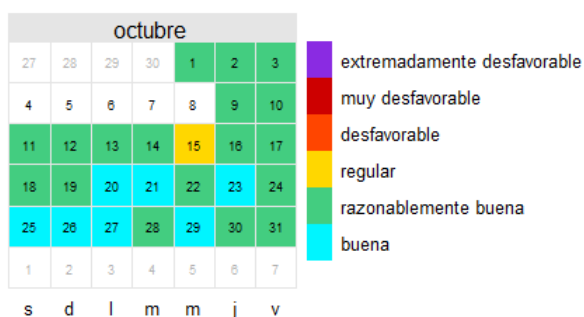 octubre
27 28 29 30 1 2 3
4 5 6 7 8 9 10
11 12 13 14 15 16 17
18 19 20 21 22 23 24
25 26 27 28 29 30 31
1 2 3 4 5 6 7
s d l m m j v
extremadamente desfavorable
muy desfavorable
desfavorable
regular
razonablemente buena
buena